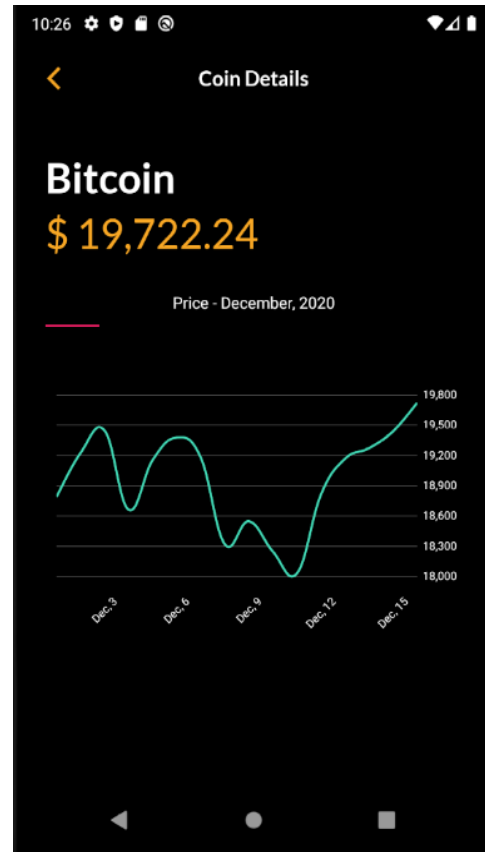 10:26
Coin Details
Bitcoin
$ 19,722.24
Price - December, 2020
19,800
19,500
19,200
18,900
18,600
18,300
18,000
Dec, 3
Dec, 6
Dec, 9
Dec, 12
Dec, 15